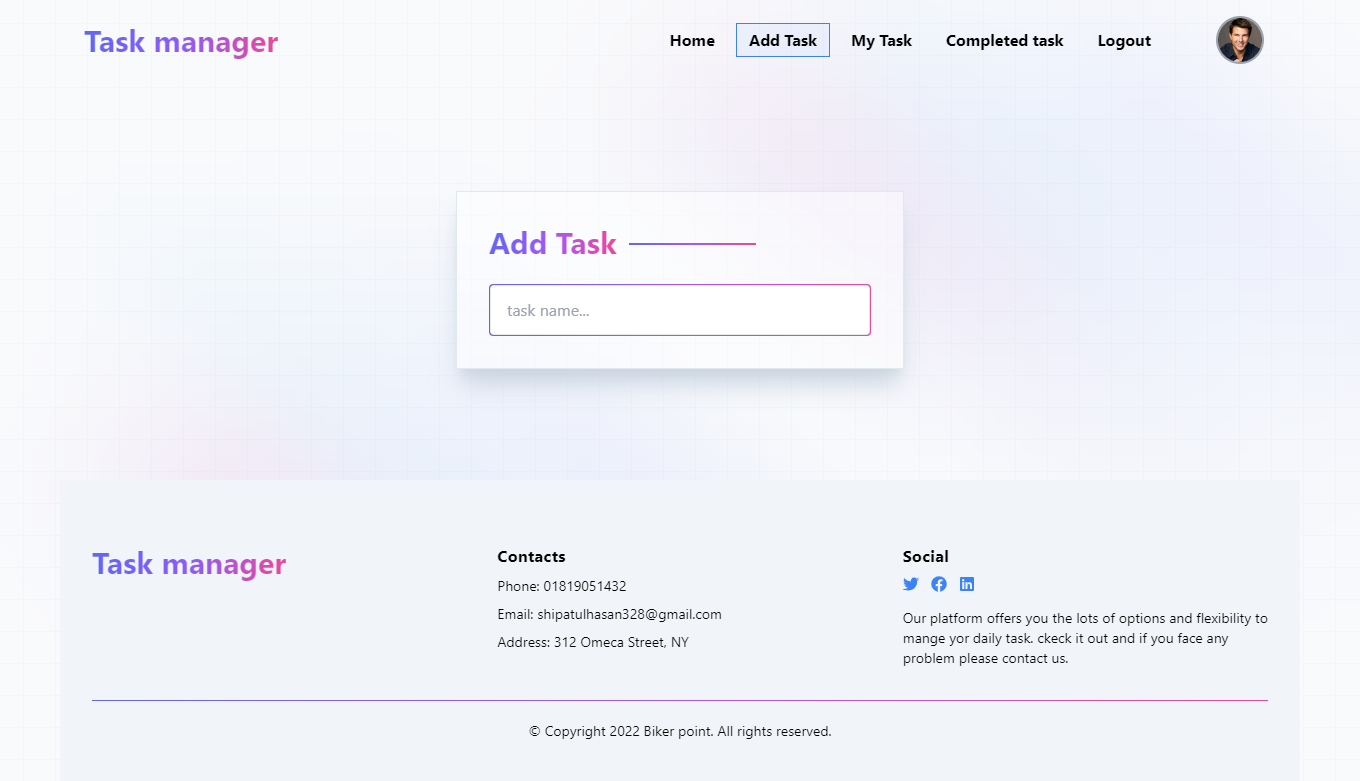 Task manager
Home
Add Task
My Task
Completed task
Logout
Add Task
task name...
Task manager
Contacts
Phone: 01819051432
Email: shipatulhasan328@gmail.com
Address: 312 Omeca Street, NY
Social
Our platform offers you the lots of options and flexibility to
mange yor daily task. ckeck it out and if you face any
problem please contact us.
© Copyright 2022 Biker point. All rights reserved.